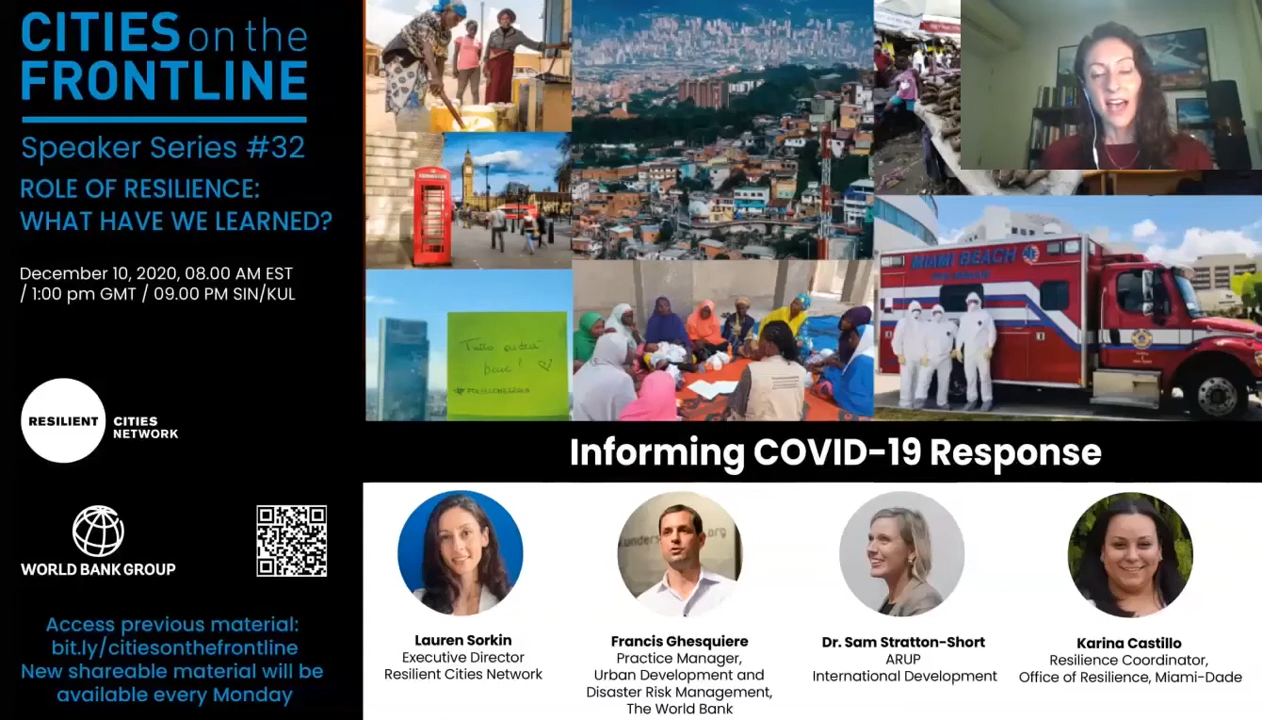 CITIES on the
FRONTLINE
Speaker Series #32
ROLE OF RESILIENCE:
WHAT HAVE WE LEARNED?
December 10, 2020, 08.00 AM EST
/ 1:00 pm GMT / 09.00 PM SIN/KUL
RESILIENT
CITIES
NETWORK
WORLD BANK GROUP
Access previous material:
bit.ly/citiesonthefrontline
New shareable material will be
available every Monday
MIAMI BEACH
Tutto andrà
bene!
Informing COVID-19 Response
Lauren Sorkin
Executive Director
Resilient Cities Network
Francis Ghesquiere
Practice Manager,
Urban Development and
Disaster Risk Management,
The World Bank
Dr. Sam Stratton-Short
ARUP
International Development
Karina Castillo
Resilience Coordinator,
Office of Resilience, Miami-Dade